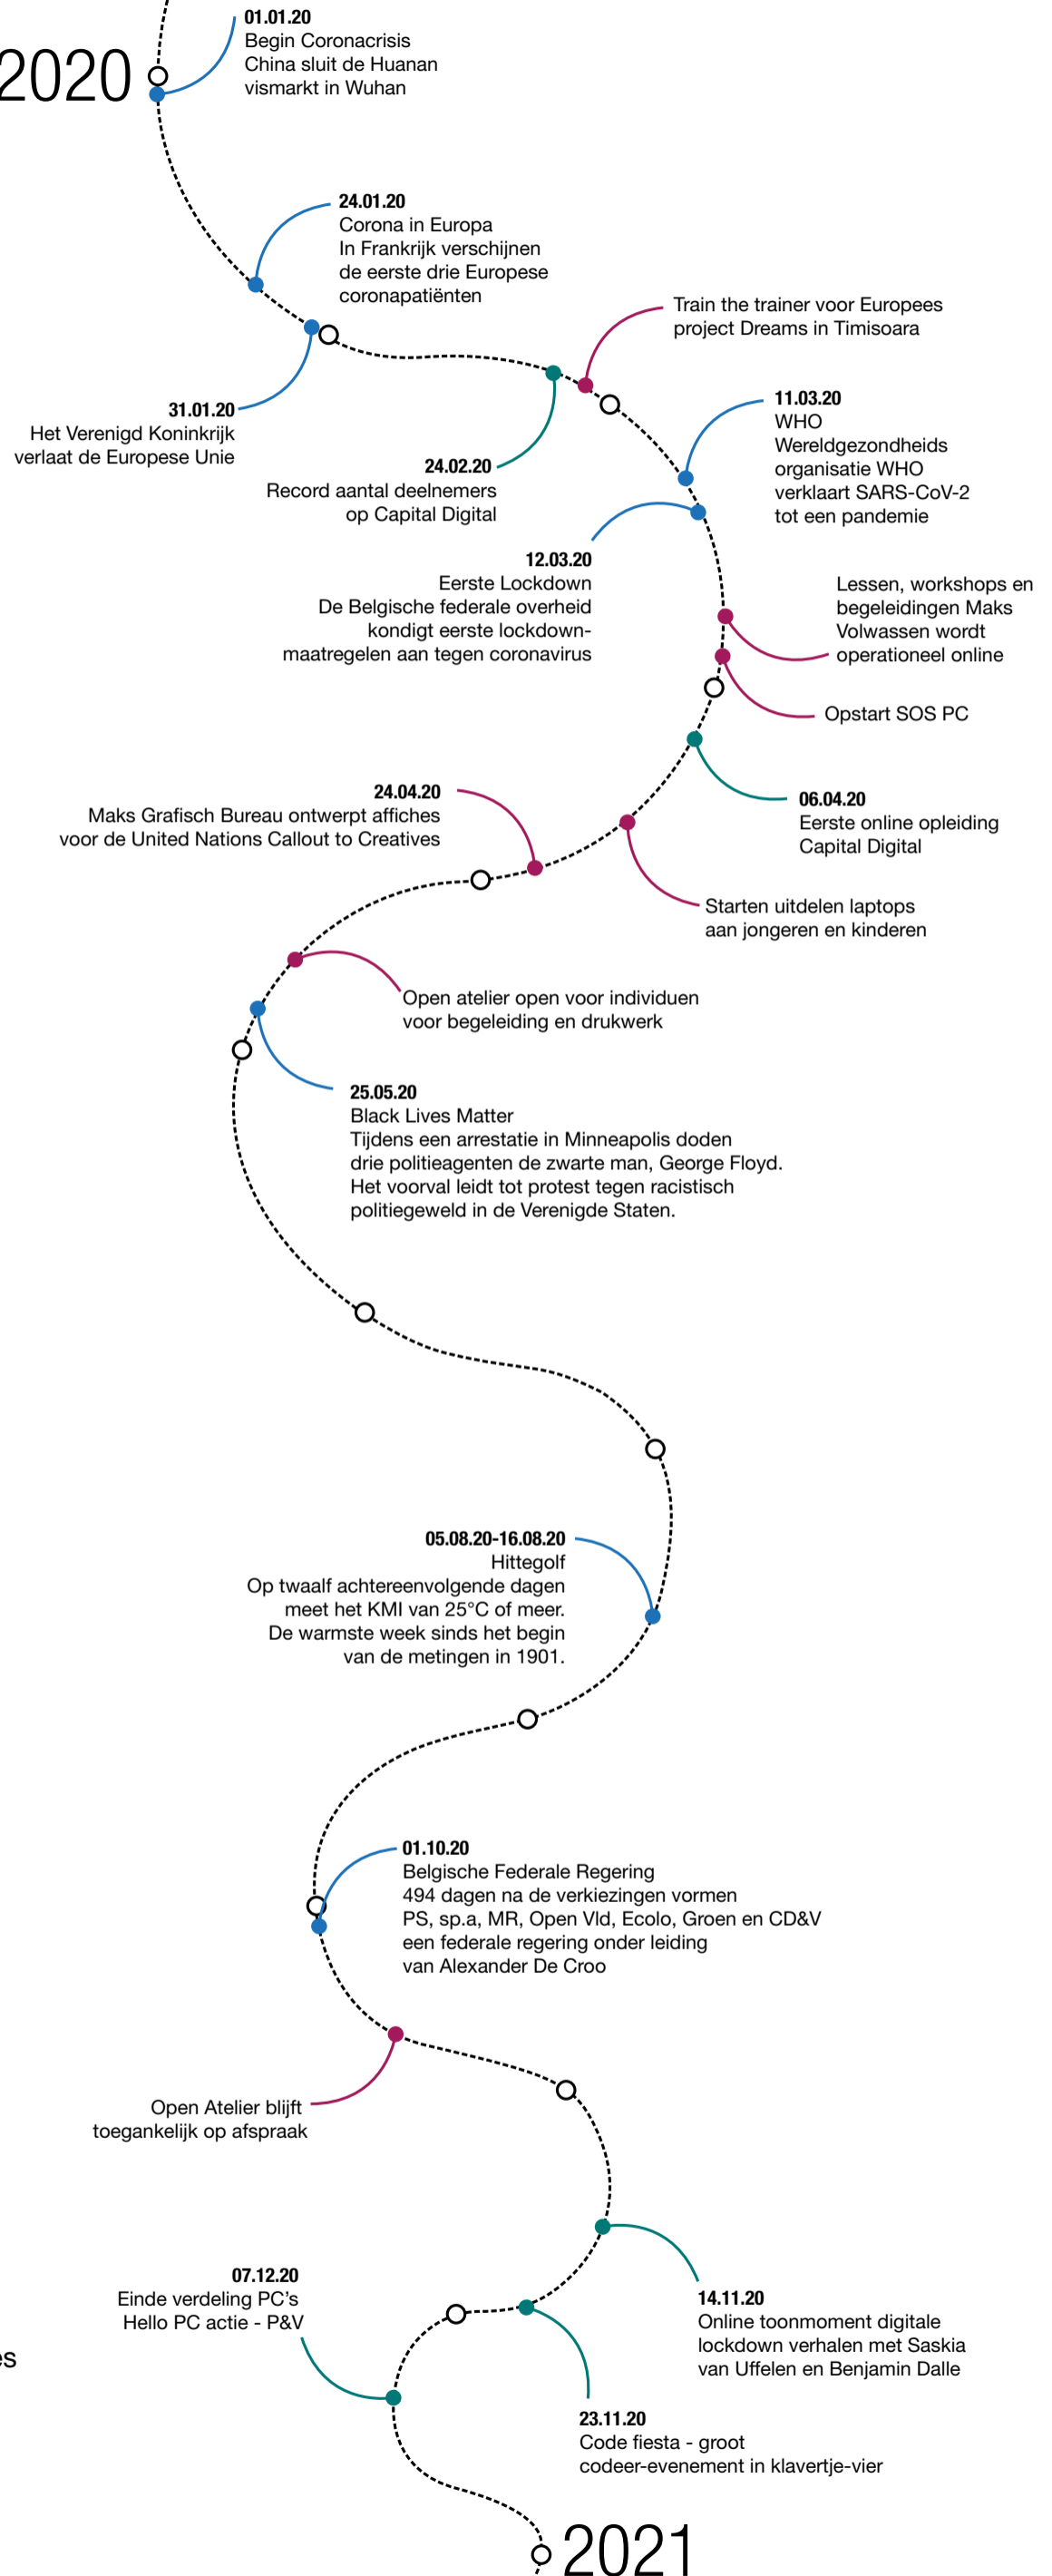 2020
01.01.20
Begin Coronacrisis
China sluit de Huanan
vismarkt in Wuhan
24.01.20
Corona in Europa
In Frankrijk verschijnen
de eerste drie Europese
coronapatiënten
31.01.20
Het Verenigd Koninkrijk
verlaat de Europese Unie
Train the trainer voor Europees
project Dreams in Timisoara
24.02.20
Record aantal deelnemers
op Capital Digital
11.03.20
WHO
Wereldgezondheids
organisatie WHO
verklaart SARS-CoV-2
tot een pandemie
12.03.20
Eerste Lockdown
De Belgische federale overheid
kondigt eerste lockdown-
maatregelen aan tegen coronavirus
Lessen, workshops en
begeleidingen Maks
Volwassen wordt
operationeel online
Opstart SOS PC
06.04.20
Eerste online opleiding
Capital Digital
24.04.20
Maks Grafisch Bureau ontwerpt affiches
voor de United Nations Callout to Creatives
Starten uitdelen laptops
aan jongeren en kinderen
Open atelier open voor individuen
voor begeleiding en drukwerk
25.05.20
Black Lives Matter
Tijdens een arrestatie in Minneapolis doden
drie politieagenten de zwarte man, George Floyd.
Het voorval leidt tot protest tegen racistisch
politiegeweld in de Verenigde Staten.
05.08.20-16.08.20
Hittegolf
Op twaalf achtereenvolgende dagen
meet het KMI van 25°C of meer.
De warmste week sinds het begin
van de metingen in 1901.
01.10.20
Belgische Federale Regering
494 dagen na de verkiezingen vormen
PS, sp.a, MR, Open Vld, Ecolo, Groen en CD&V
een federale regering onder leiding
van Alexander De Croo
Open Atelier blijft
toegankelijk op afspraak
14.11.20
Online toonmoment digitale
lockdown verhalen met Saskia
van Uffelen en Benjamin Dalle
07.12.20
Einde verdeling PC's
Hello PC actie - P&V
es
23.11.20
Code fiesta - groot
codeer-evenement in klavertje-vier
2021